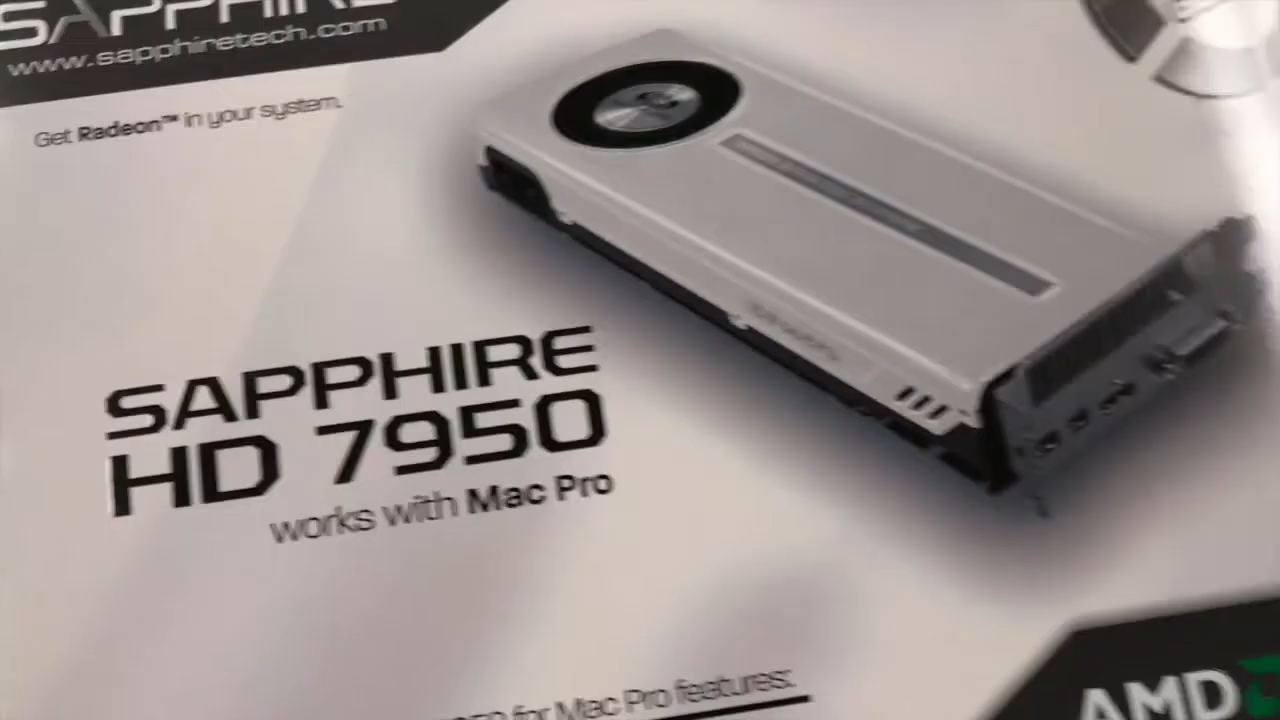 SAPPHIRE
www.sapphiretech.com
Get Radeon™ in your system.
SAPPHIRE
HD 7950
works with Mac Pro
for Mac Pro features:
AMD